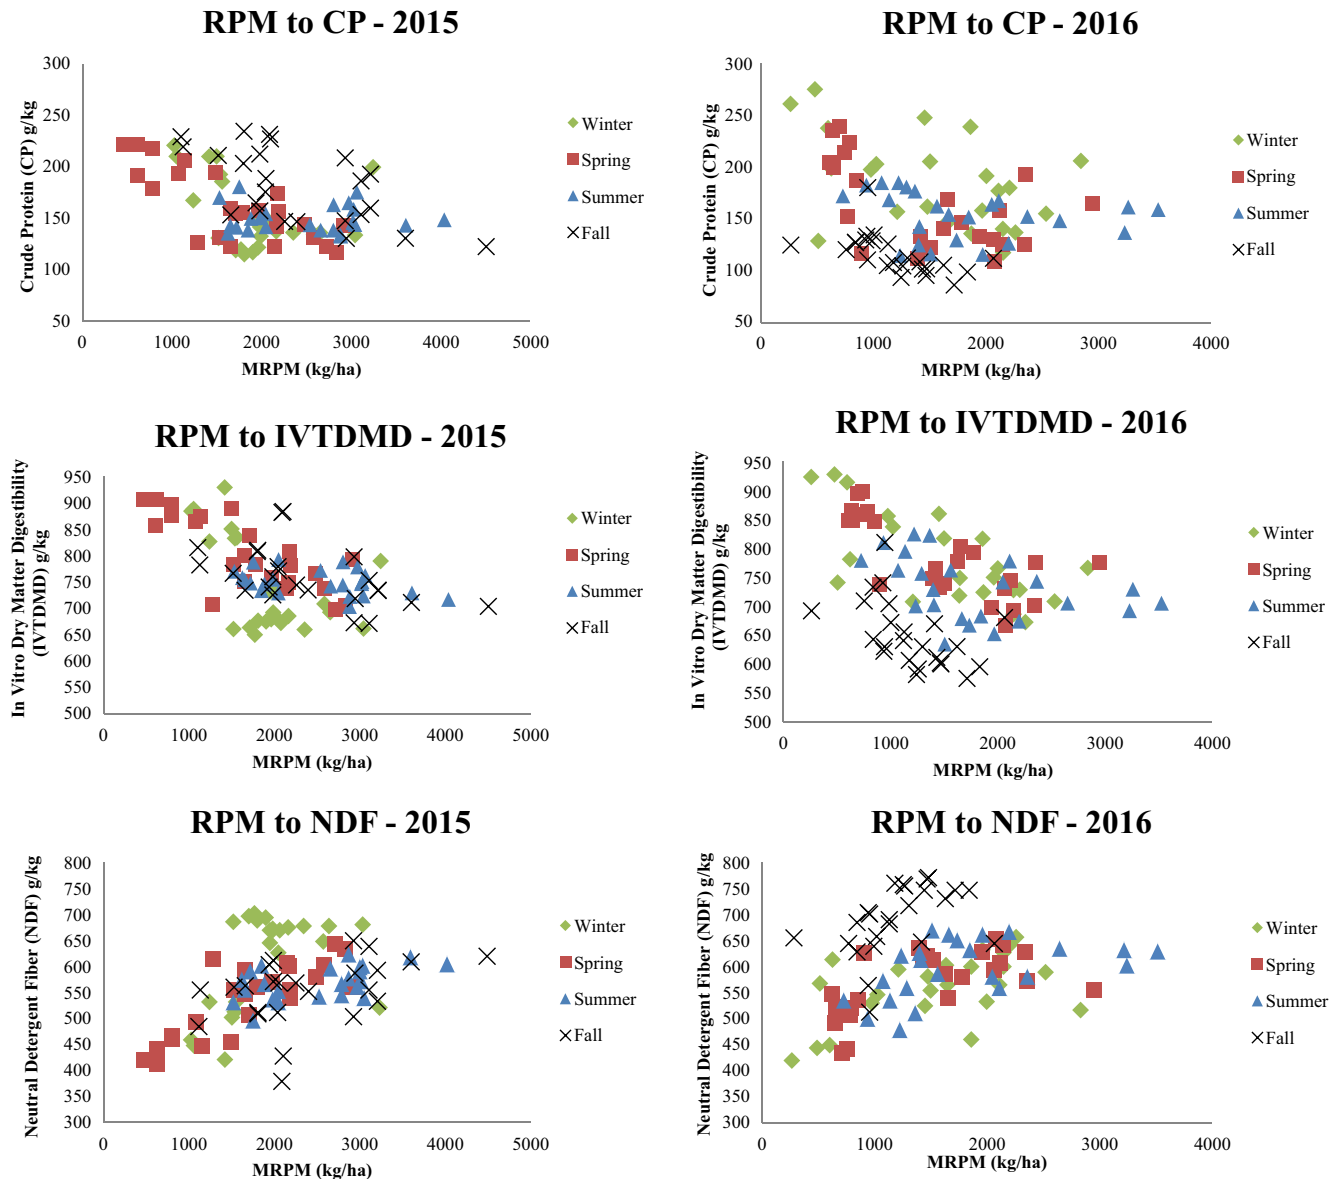 RPM to CP - 2015
300
250
200
150
100
50
0
1000
2000
3000
4000
5000
Crude Protein (CP) g/kg
MRPM (kg/ha)
Winter
Spring
Summer
Fall
RPM to CP - 2016
300
250
200
150
100
50
0
1000
2000
3000
4000
Crude Protein (CP) g/kg
MRPM (kg/ha)
Winter
Spring
Summer
Fall
RPM to IVTDMD - 2015
950
900
850
800
750
700
650
600
550
500
0
1000
2000
3000
4000
5000
In Vitro Dry Matter Digestibility
(IVTDMD) g/kg
MRPM (kg/ha)
Winter
Spring
Summer
Fall
RPM to IVTDMD - 2016
950
900
850
800
750
700
650
600
550
500
0
1000
2000
3000
4000
In Vitro Dry Matter Digestibility
(IVTDMD) g/kg
MRPM (kg/ha)
Winter
Spring
Summer
Fall
RPM to NDF - 2015
800
750
700
650
600
550
500
450
400
350
300
0
1000
2000
3000
4000
5000
Neutral Detergent Fiber (NDF) g/kg
MRPM (kg/ha)
Winter
Spring
Summer
Fall
RPM to NDF - 2016
800
750
700
650
600
550
500
450
400
350
300
0
1000
2000
3000
4000
Neutral Detergent Fiber (NDF) g/kg
MRPM (kg/ha)
Winter
Spring
Summer
Fall